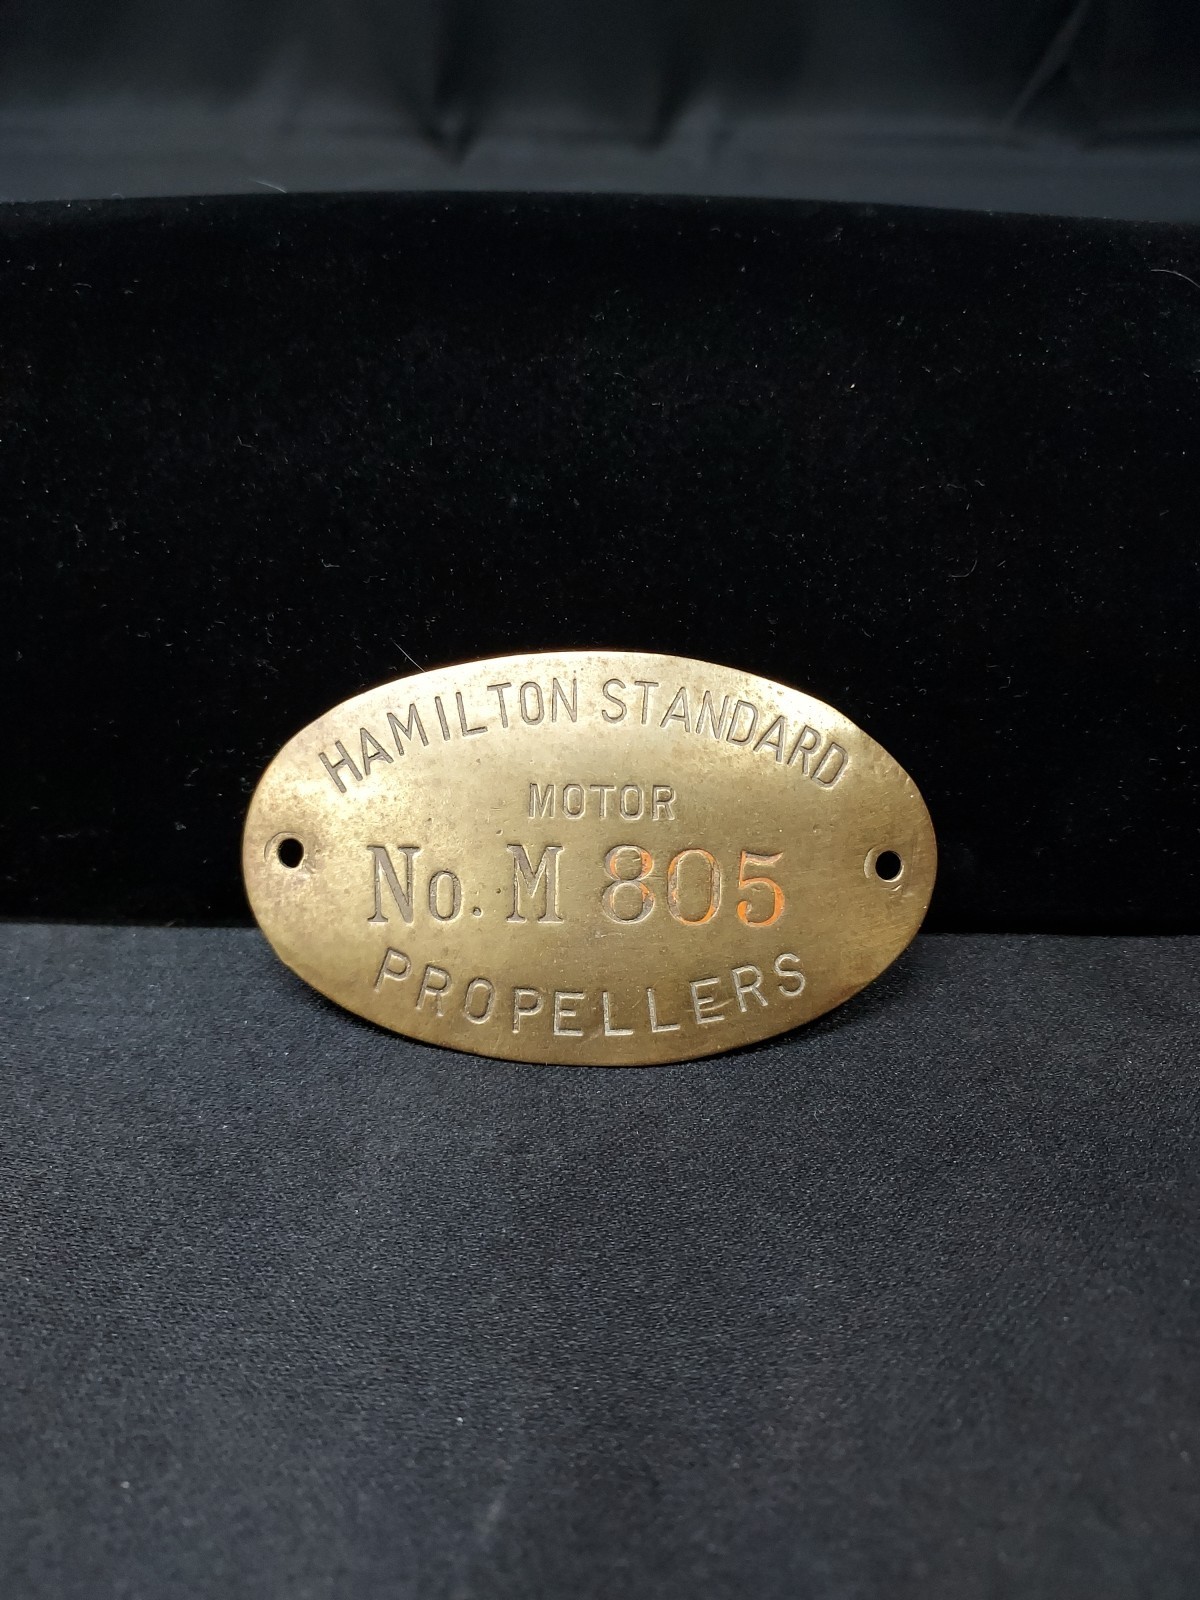 HAMILTON STANDARD
MOTOR
No. M 805
PROPELLERS